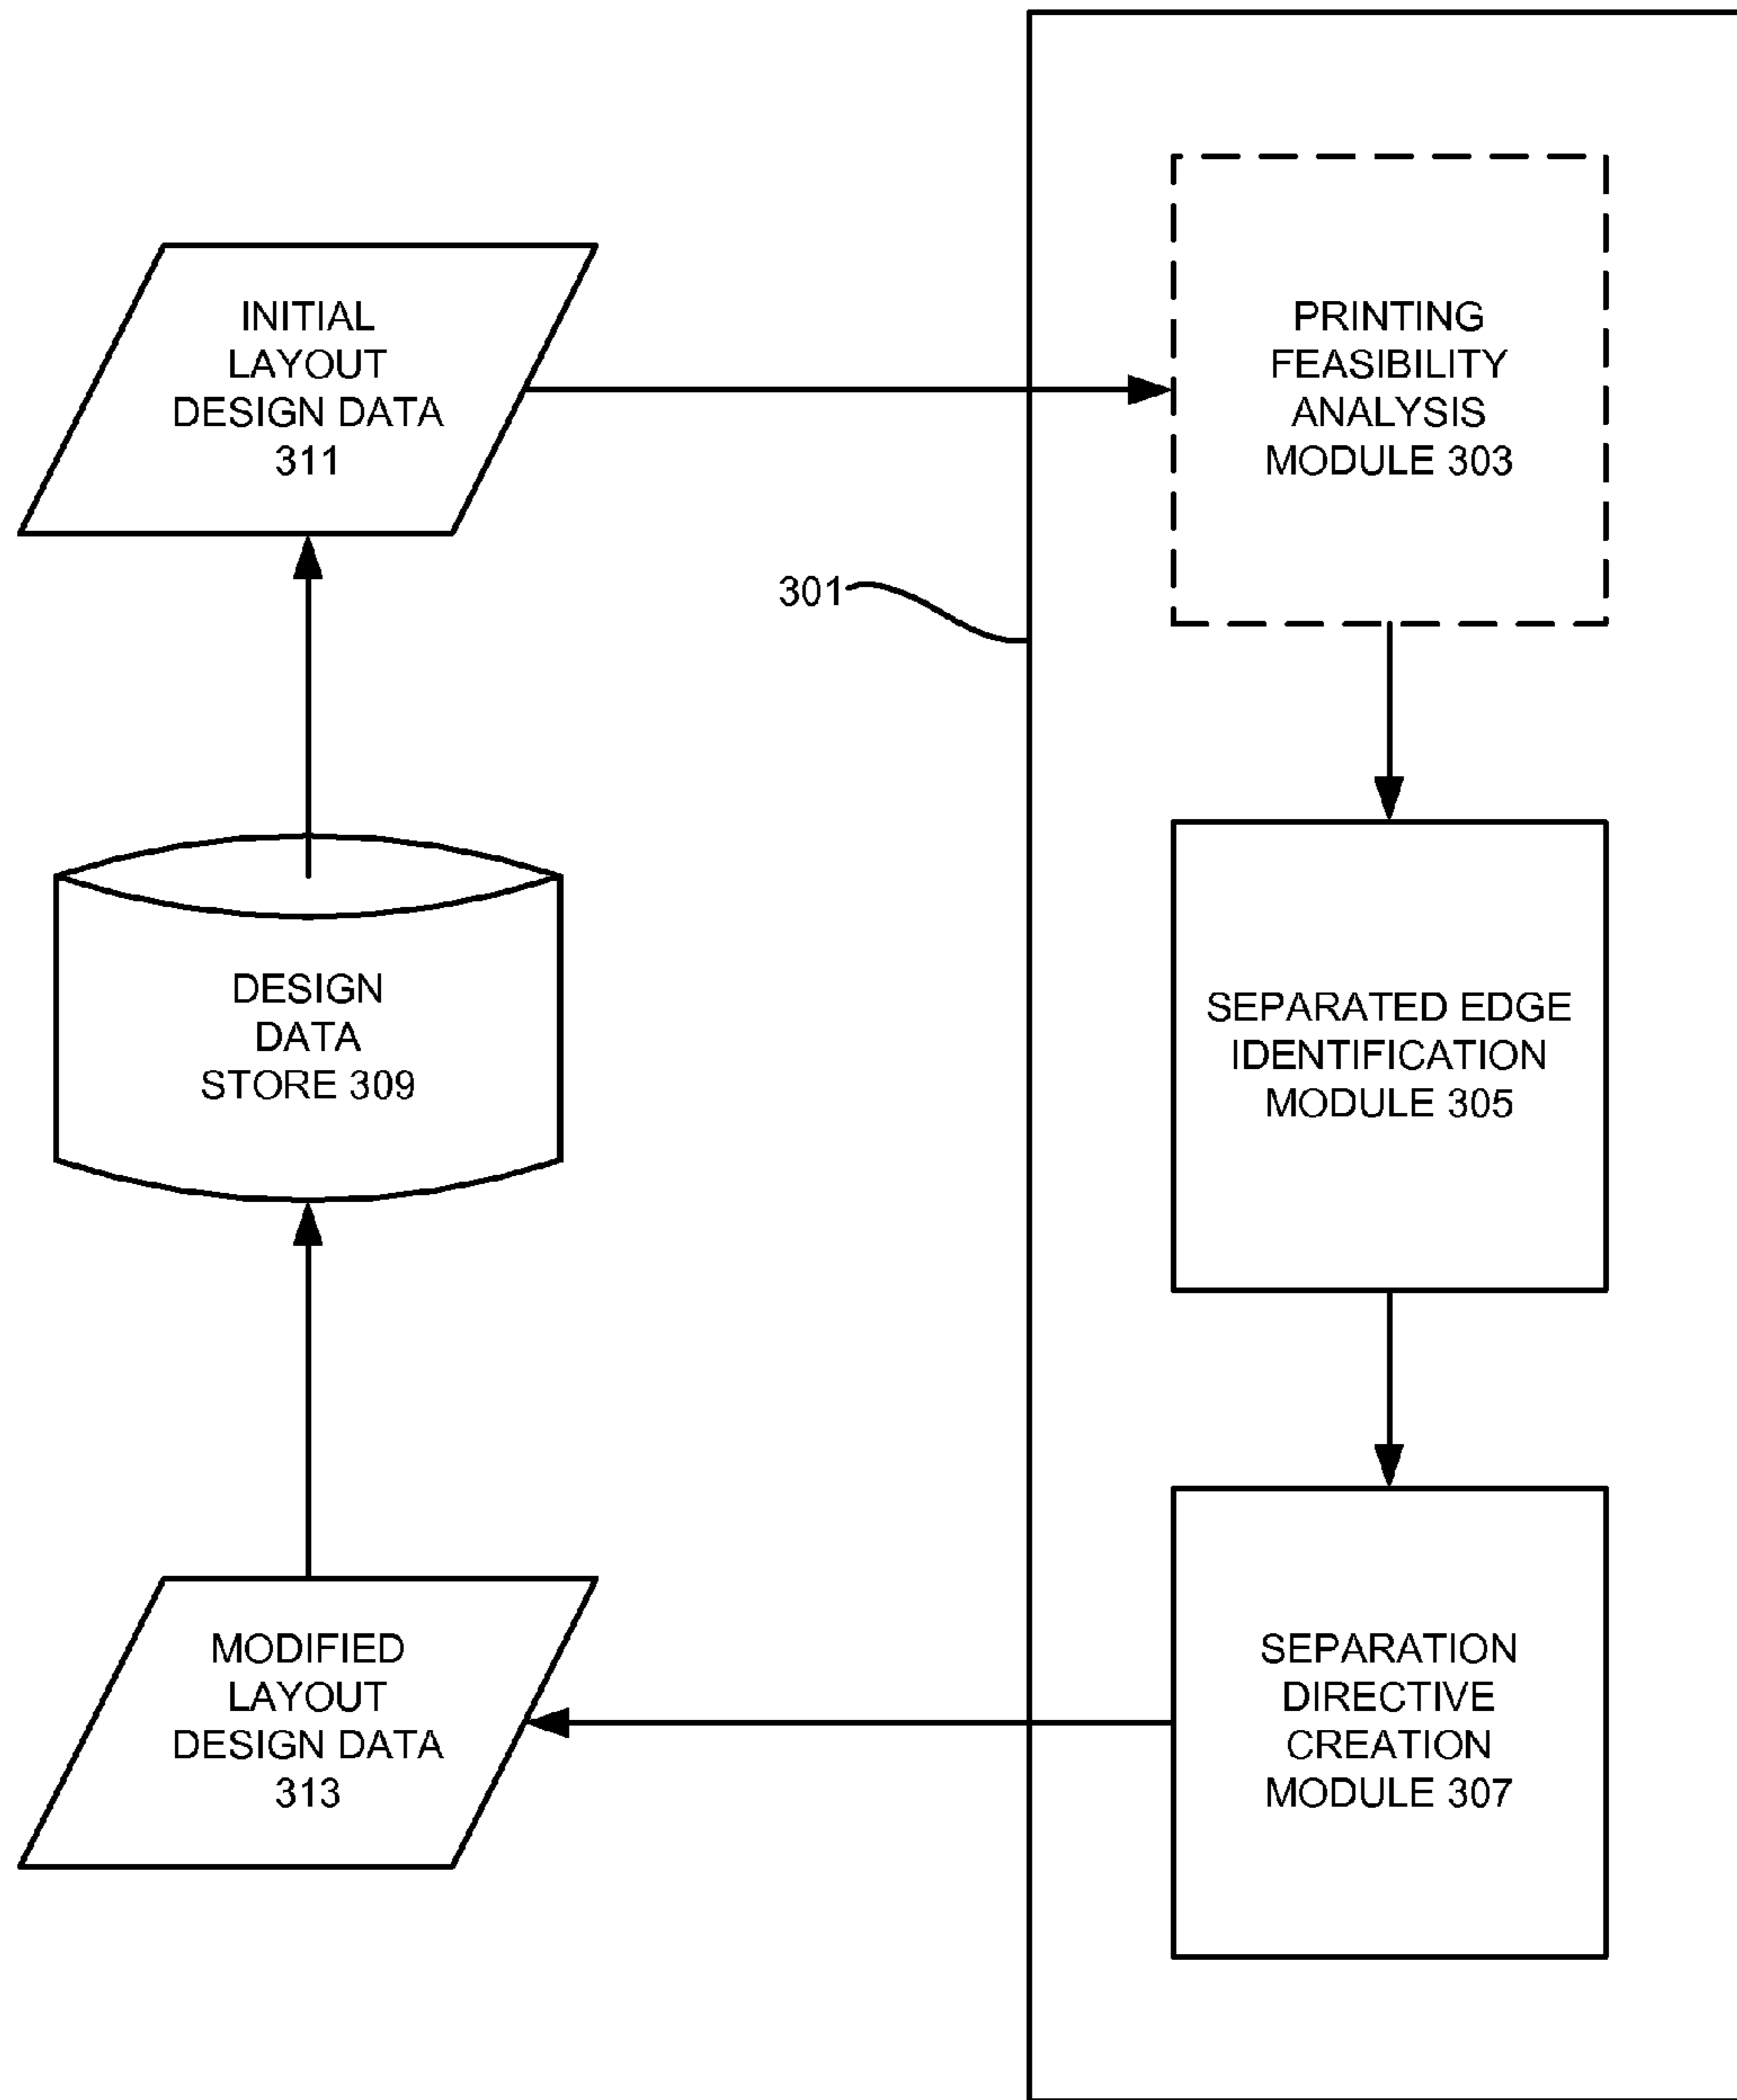 INITIAL
LAYOUT
DESIGN DATA
311
PRINTING
FEASIBILITY
ANALYSIS
MODULE 303
301
DESIGN
DATA
STORE 309
SEPARATED EDGE
IDENTIFICATION
MODULE 305
MODIFIED
LAYOUT
DESIGN DATA
313
SEPARATION
DIRECTIVE
CREATION
MODULE 307